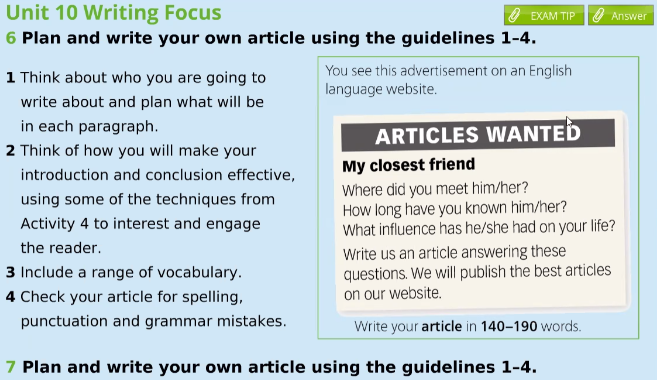 Unit 10 Writing Focus
EXAM TIP
Answer
6 Plan and write your own article using the guidelines 1–4.
1 Think about who you are going to
write about and plan what will be
in each paragraph.
2 Think of how you will make your
introduction and conclusion effective,
using some of the techniques from
Activity 4 to interest and engage
the reader.
3 Include a range of vocabulary.
4 Check your article for spelling,
punctuation and grammar mistakes.
You see this advertisement on an English
language website.
ARTICLES WANTED
My closest friend
Where did you meet him/her?
How long have you known him/her?
What influence has he/she had on your life?
Write us an article answering these
questions. We will publish the best articles
on our website.
Write your article in 140–190 words.
7 Plan and write your own article using the guidelines 1–4.